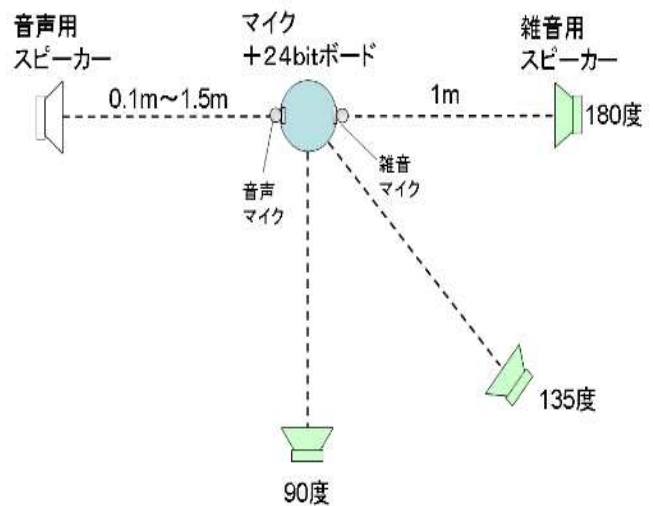 音声用
スピーカー
マイク
+24bitボード
雑音用
スピーカー
0.1m~1.5m
1m
180度
音声
マイク
雑音
マイク
135度
90度